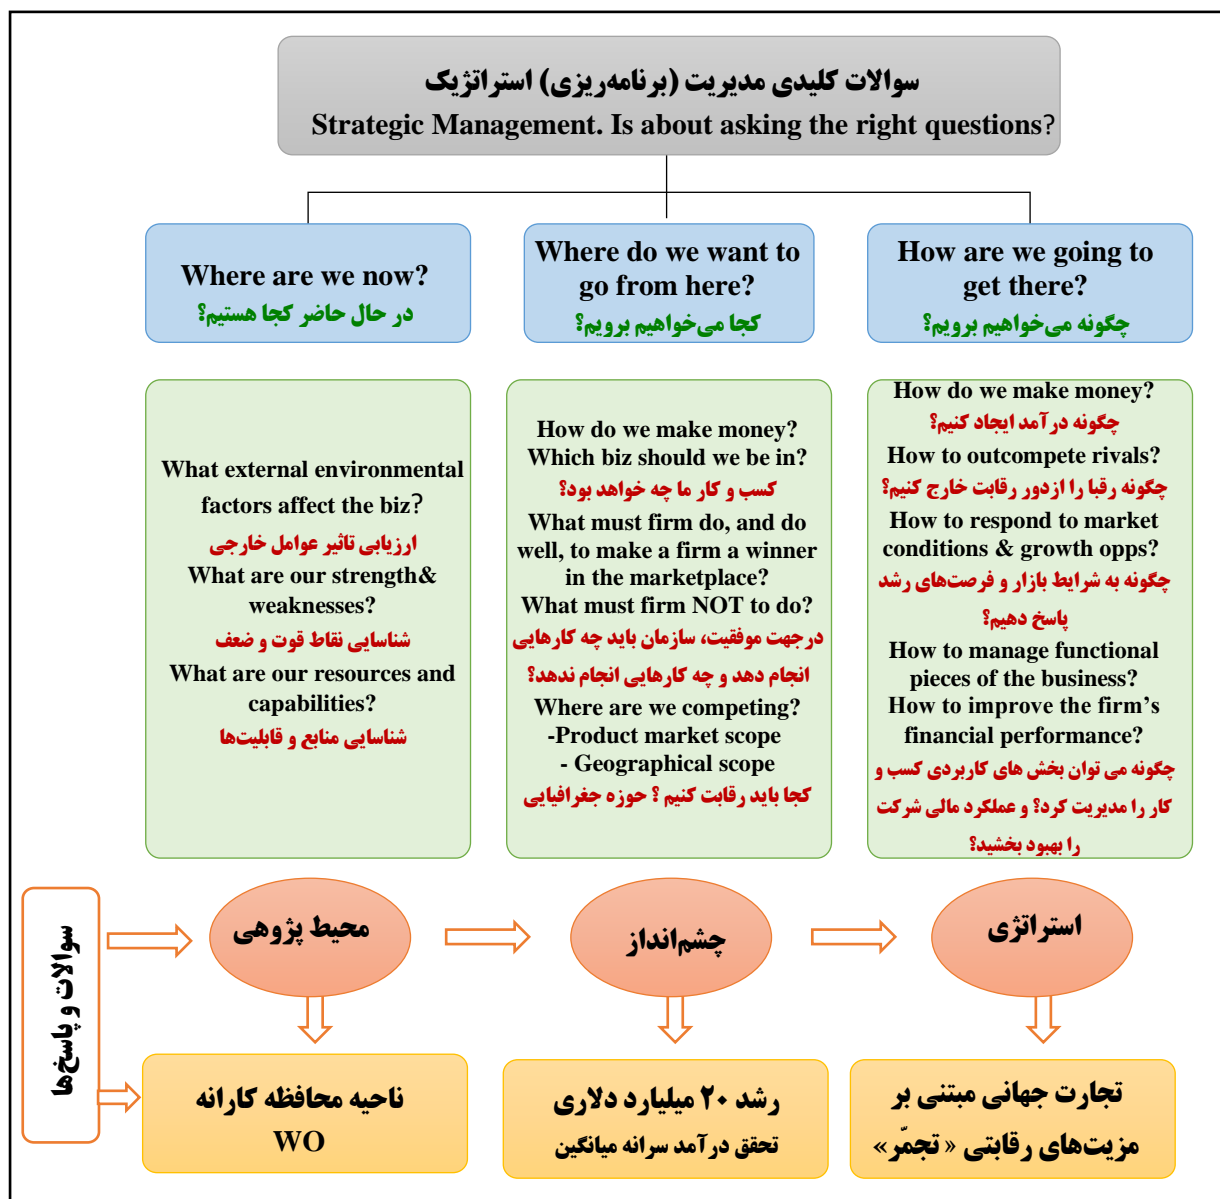 سوالات کلیدی مدیریت (برنامه‌ریزی) استراتژیک
Strategic Management. Is about asking the right questions?
Where are we now?
در حال حاضر کجا هستیم؟
Where do we want to
go from here?
کجا می‌خواهیم برویم؟
How are we going to
get there?
چگونه می‌خواهیم برویم؟
What external environmental
factors affect the biz?
ارزیابی تاثیر عوامل خارجی
What are our strength&
weaknesses?
شناسایی نقاط قوت و ضعف
What are our resources and
capabilities?
شناسایی منابع و قابلیت‌ها
How do we make money?
Which biz should we be in?
کسب و کار ما چه خواهد بود؟
What must firm do, and do
well, to make a firm a winner
in the marketplace?
What must firm NOT to do?
درجهت موفقیت، سازمان باید چه کارهایی
انجام دهد و چه کارهایی انجام ندهد؟
Where are we competing?
-Product market scope
- Geographical scope
کجا باید رقابت کنیم ؟ حوزه جغرافیایی
How do we make money?
چگونه درآمد ایجاد کنیم؟
How to outcompete rivals?
چگونه رقبا را ازدور رقابت خارج کنیم؟
How to respond to market
conditions & growth opps?
چگونه به شرایط بازار و فرصت‌های رشد
پاسخ دهیم؟
How to manage functional
pieces of the business?
How to improve the firm’s
financial performance?
چگونه می توان بخش های کاربردی کسب و
کار را مدیریت کرد؟ و عملکرد مالی شرکت
را بهبود بخشید؟
سوالات و پاسخ‌ها
محیط پژوهی
چشم‌انداز
استراتژی
ناحیه محافظه کارانه
WO
رشد ۲۰ میلیارد دلاری
تحقق درآمد سرانه میانگین
تجارت جهانی مبتنی بر
مزیت‌های رقابتی « تجمّر»